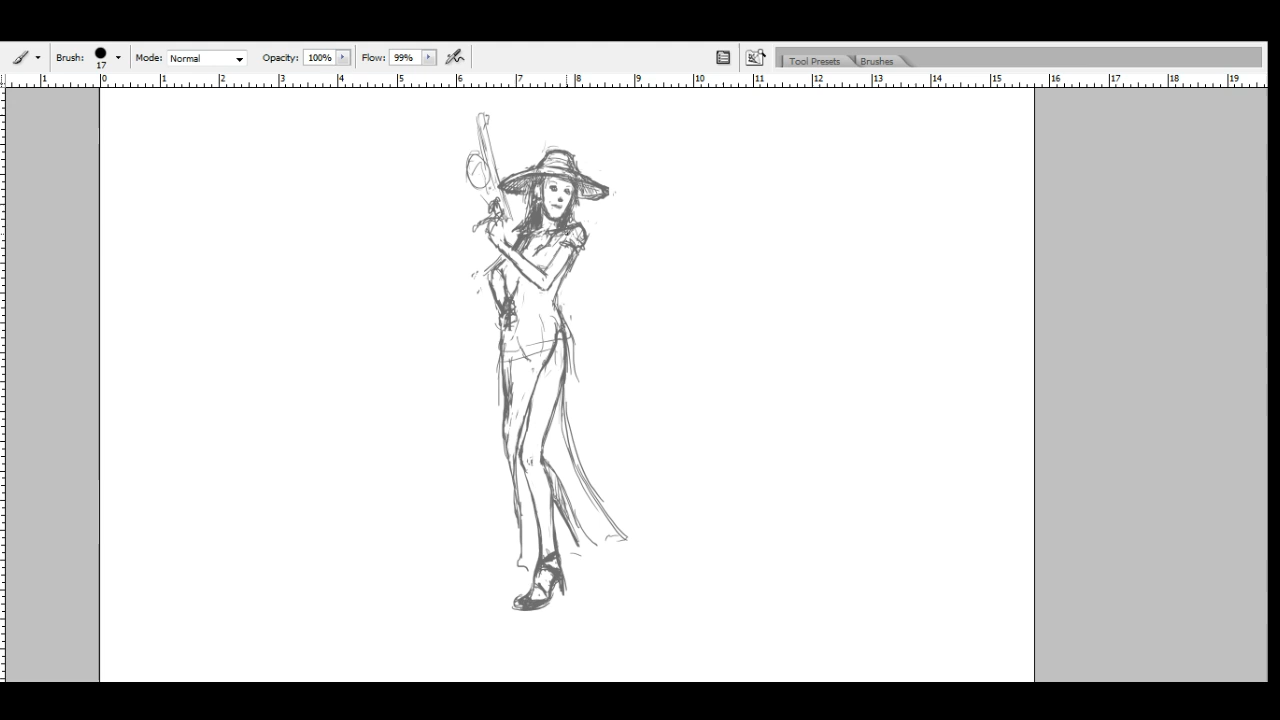 Brush: 17 Mode: Normal Opacity: 100% Flow: 99% Tool Presets Brushes
1 0 1 2 3 4 5 6 7 8 9 10 11 12 13 14 15 16 17 18 19